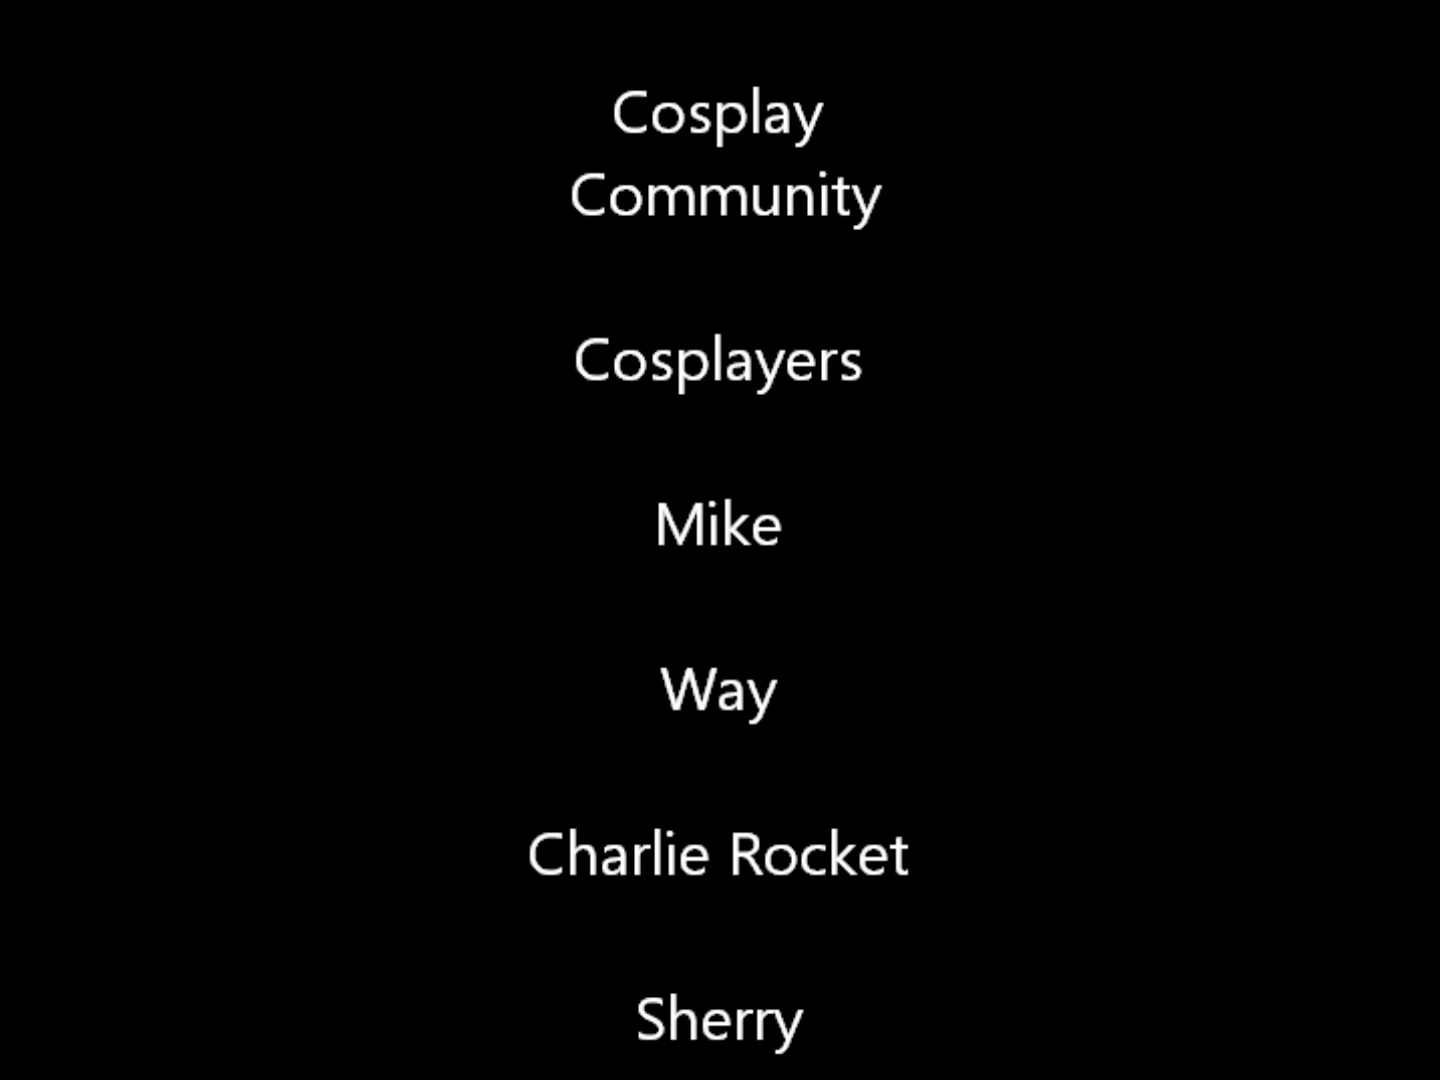 Cosplay
Community
Cosplayers
Mike
Way
Charlie Rocket
Sherry